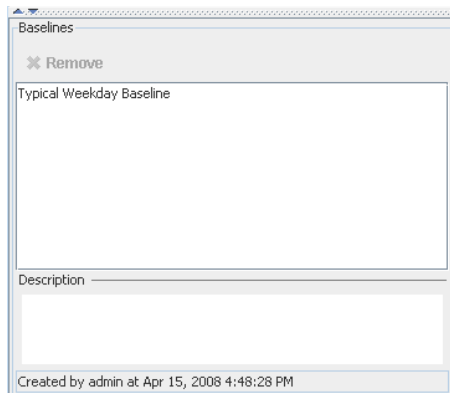 Baselines
Remove
Typical Weekday Baseline
Description
Created by admin at Apr 15, 2008 4:48:28 PM